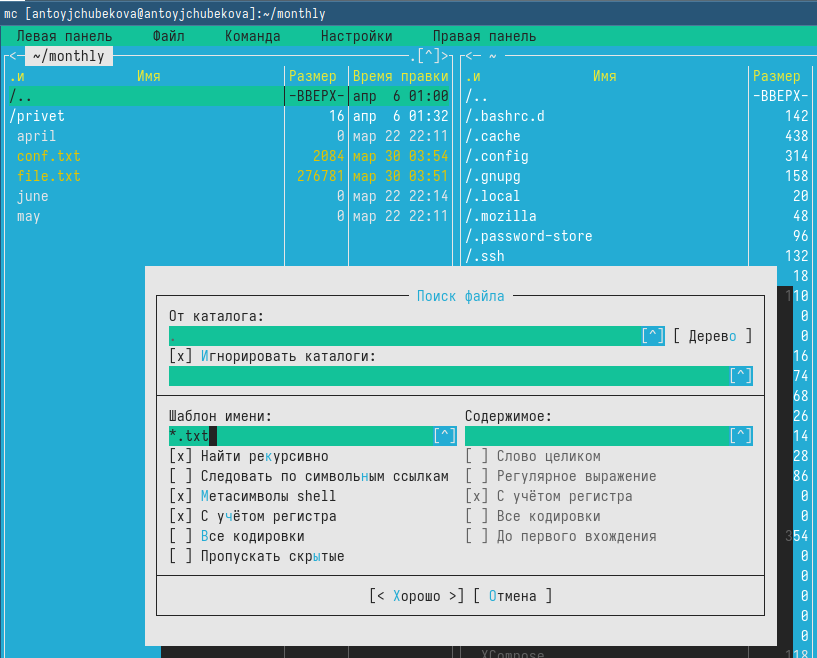 mc [antoyjchubekova@antoyjchubekova]:~/monthly
Левая панель Файл Команда Настройки Правая панель
<─ ~/monthly .[^]>
.и Имя Размер Время правки
/.. -ВВЕРХ- апр 6 01:00
/privet 16 апр 6 01:32
april 0 мар 22 22:11
conf.txt 2084 мар 30 03:54
file.txt 276781 мар 30 03:51
june 0 мар 22 22:14
may 0 мар 22 22:11
<─ ~
.и Имя Размер
/.. -ВВЕРХ-
/.bashrc.d 142
/.cache 438
/.config 314
/.gnupg 158
/.local 20
/.mozilla 48
/.password-store 96
/.ssh 132
18
110
0
0
16
74
68
26
14
28
86
0
0
354
0
0
0
0
0
XCompose 118
Поиск файла
От каталога:
. [^] [ Дерево ]
[x] Игнорировать каталоги:
[^]
Шаблон имени: Содержимое:
*.txt [^] [^]
[x] Найти рекурсивно [ ] Слово целиком
[ ] Следовать по символьным ссылкам [ ] Регулярное выражение
[x] Метасимволы shell [x] С учётом регистра
[x] С учётом регистра [ ] Все кодировки
[ ] Все кодировки [ ] До первого вхождения
[ ] Пропускать скрытые
[< Хорошо >] [ Отмена ]